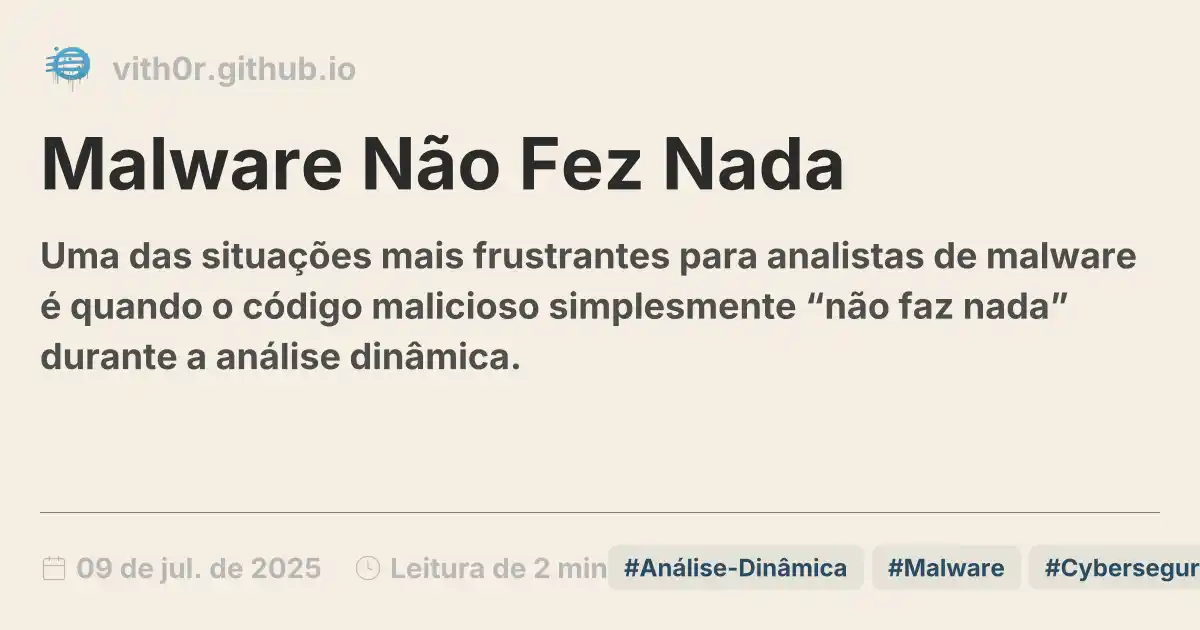 vith0r.github.io
Malware Não Fez Nada
Uma das situações mais frustrantes para analistas de malware
é quando o código malicioso simplesmente “não faz nada”
durante a análise dinâmica.
09 de jul. de 2025 Leitura de 2 min #Análise-Dinâmica #Malware #Cybersegur